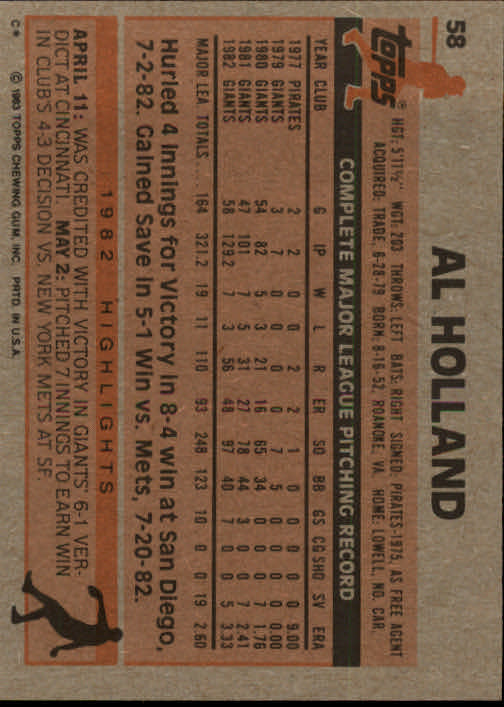 58
AL HOLLAND
topps®
HGT: 5'11½" WGT: 203 THROWS: LEFT BATS: RIGHT SIGNED: PIRATES-1975, AS FREE AGENT
ACQUIRED: TRADE, 6-28-79 BORN: 8-16-52, ROANOKE, VA. HOME: LOWELL, NO. CAR.
COMPLETE MAJOR LEAGUE PITCHING RECORD
YEAR CLUB G IP W L R ER SO BB GS CG SHO SV ERA
1977 PIRATES 2 2 0 0 2 2 1 0 0 0 0 0 9.00
1979 GIANTS 3 7 0 0 0 0 7 5 0 0 0 0 0.00
1980 GIANTS 54 82 5 3 21 16 65 34 0 0 0 7 1.76
1981 GIANTS 47 101 7 5 31 27 78 44 3 0 0 7 2.41
1982 GIANTS 58 129.2 7 3 56 48 97 40 7 0 0 5 3.33
MAJOR LEA TOTALS ... 164 321.2 19 11 110 93 248 123 10 0 0 19 2.60
Hurled 4 Innings for Victory in 8-4 win at San Diego,
7-2-82. Gained Save in 5-1 Win vs. Mets, 7-20-82.
1982 HIGHLIGHTS
APRIL 11: WAS CREDITED WITH VICTORY IN GIANTS' 6-1 VER-
DICT AT CINCINNATI. MAY 2: PITCHED 7 INNINGS TO EARN WIN
IN CLUB'S 4-3 DECISION VS. NEW YORK METS AT SF.
C* © 1983 TOPPS CHEWING GUM, INC. PRTD. IN U.S.A.